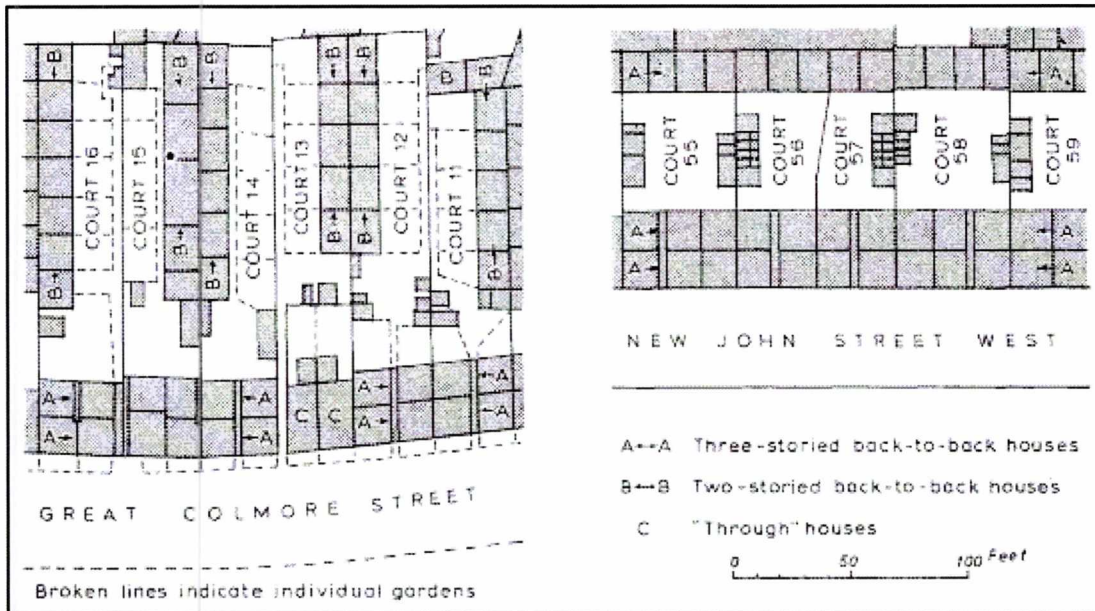 B B B B B B B
COURT 16
COURT 15
COURT 14
COURT 13
COURT 12
COURT 11
B B B B B B
A A A C C A A
A A A A
GREAT COLMORE STREET
Broken lines indicate individual gardens
A A
COURT 55
COURT 56
COURT 57
COURT 58
COURT 59
A A
A A
NEW JOHN STREET WEST
A↔A Three-storied back-to-back houses
B↔B Two-storied back-to-back houses
C "Through" houses
0 50 100 Feet